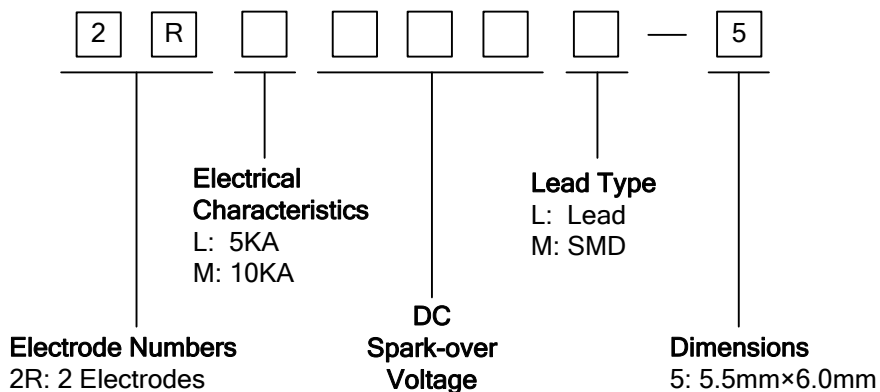 2 R — 5
Electrical
Characteristics
L: 5KA
M: 10KA
Lead Type
L: Lead
M: SMD
Electrode Numbers
2R: 2 Electrodes
DC
Spark-over
Voltage
Dimensions
5: 5.5mm×6.0mm